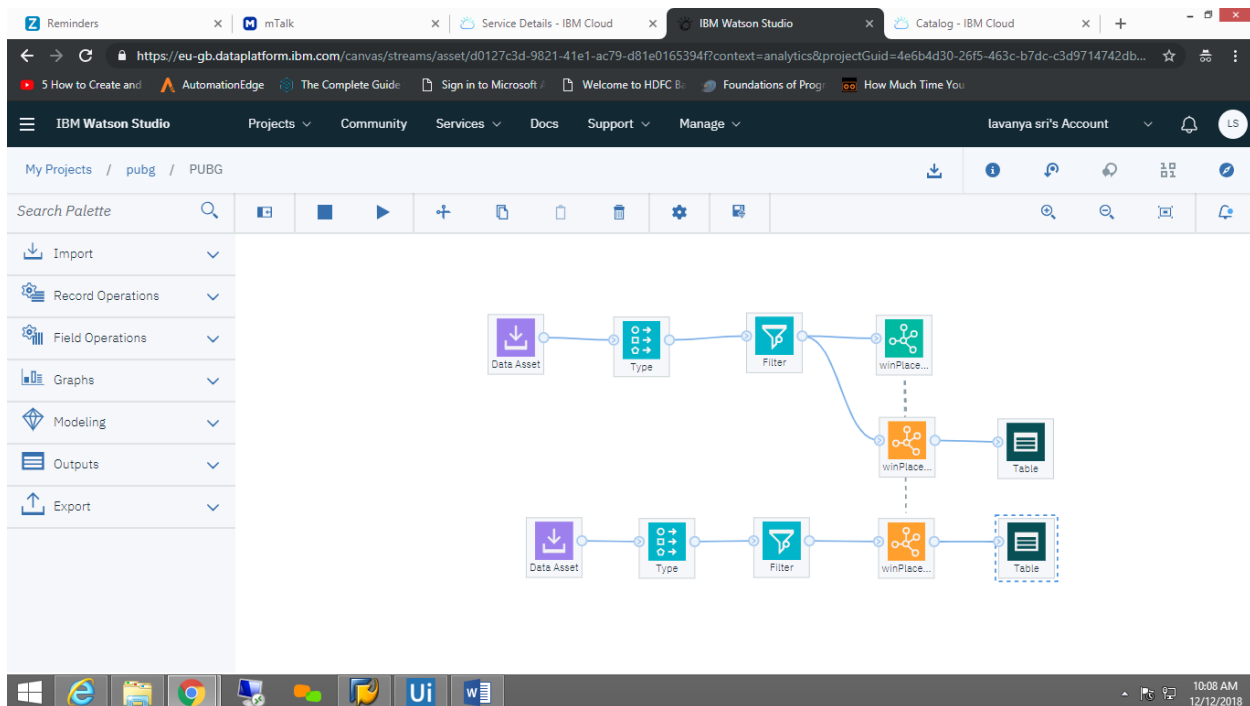 Reminders
mTalk
Service Details - IBM Cloud
IBM Watson Studio
Catalog - IBM Cloud
https://eu-gb.dataplatform.ibm.com/canvas/streams/asset/d0127c3d-9821-41e1-ac79-d81e0165394f?context=analytics&projectGuid=4e6b4d30-26f5-463c-b7dc-c3d9714742db...
5 How to Create and
AutomationEdge
The Complete Guide
Sign in to Microsoft
Welcome to HDFC Ba
Foundations of Progr
How Much Time You
IBM Watson Studio
Projects
Community
Services
Docs
Support
Manage
lavanya sri's Account
LS
My Projects / pubg / PUBG
Search Palette
Import
Record Operations
Field Operations
Graphs
Modeling
Outputs
Export
Data Asset
Type
Filter
winPlace...
winPlace...
Table
Data Asset
Type
Filter
winPlace...
Table
Ui
10:08 AM
12/12/2018